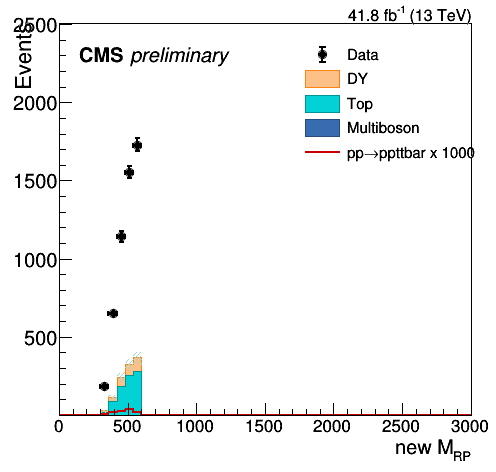 41.8 fb⁻¹ (13 TeV)
Events
CMS preliminary
Data
DY
Top
Multiboson
pp→ppttbar x 1000
2500
2000
1500
1000
500
0 500 1000 1500 2000 2500 3000
new M_RP